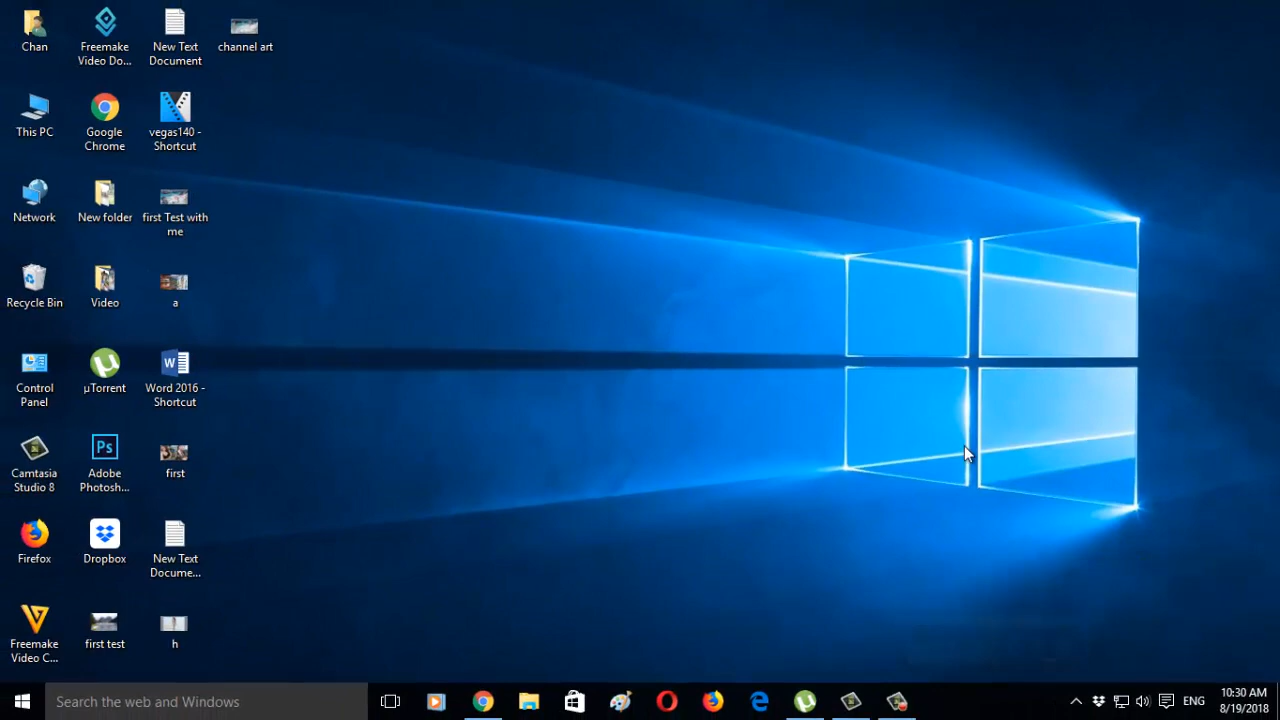 Chan
Freemake
Video Do...
New Text
Document
channel art
This PC
Google
Chrome
vegas140 -
Shortcut
Network
New folder
first Test with
me
Recycle Bin
Video
a
Control
Panel
µTorrent
Word 2016 -
Shortcut
Camtasia
Studio 8
Ps
Adobe
Photosh...
first
Firefox
Dropbox
New Text
Docume...
Freemake
Video C...
first test
h
Search the web and Windows
ENG
10:30 AM
8/19/2018